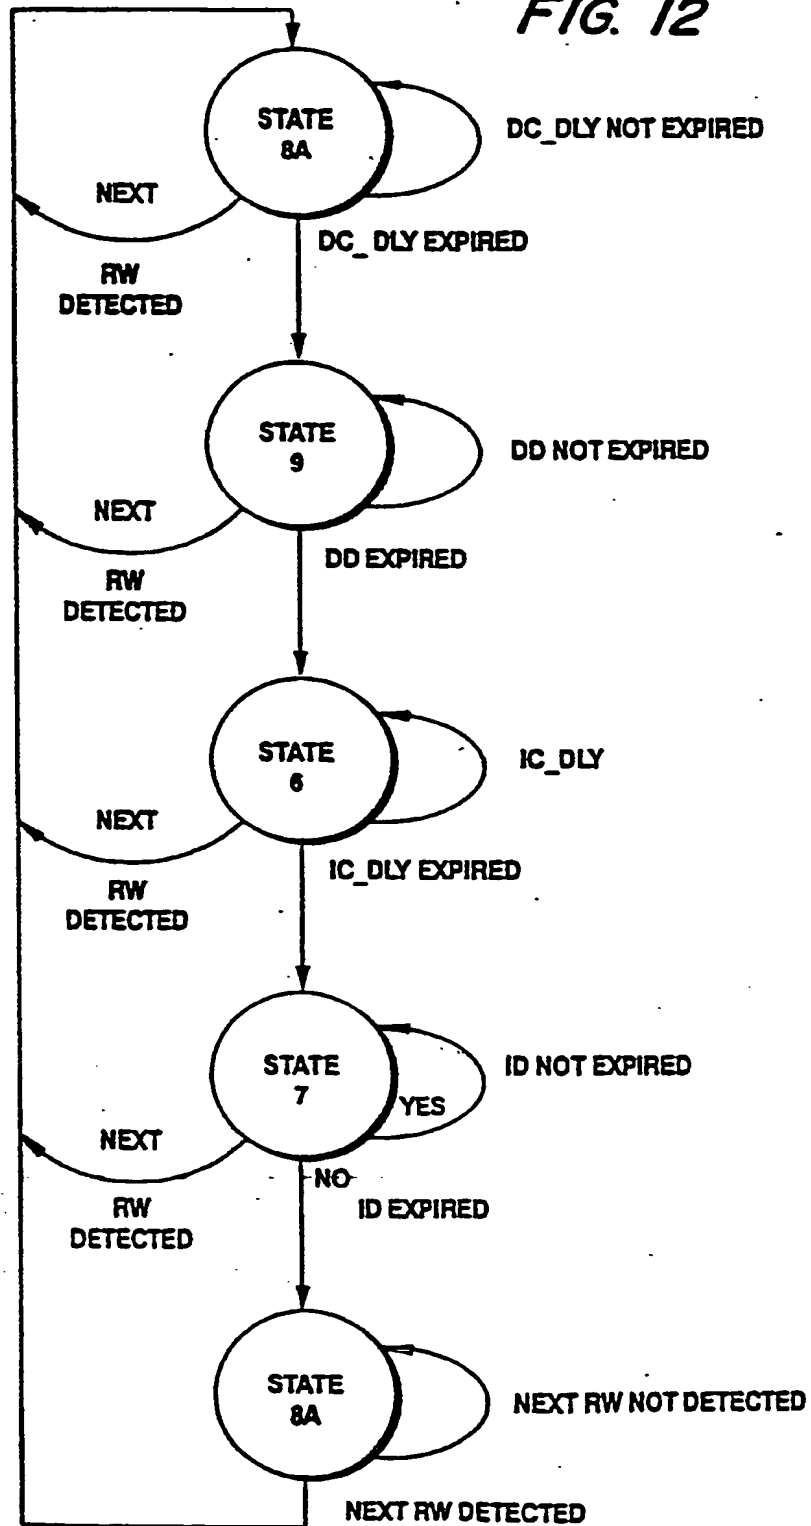 FIG. 12
STATE
8A
DC_DLY NOT EXPIRED
NEXT
RW
DETECTED
DC_ DLY EXPIRED
STATE
9
DD NOT EXPIRED
NEXT
RW
DETECTED
DD EXPIRED
STATE
6
IC_DLY
NEXT
RW
DETECTED
IC_DLY EXPIRED
STATE
7
ID NOT EXPIRED
YES
NEXT
RW
DETECTED
NO
ID EXPIRED
STATE
8A
NEXT RW NOT DETECTED
NEXT RW DETECTED